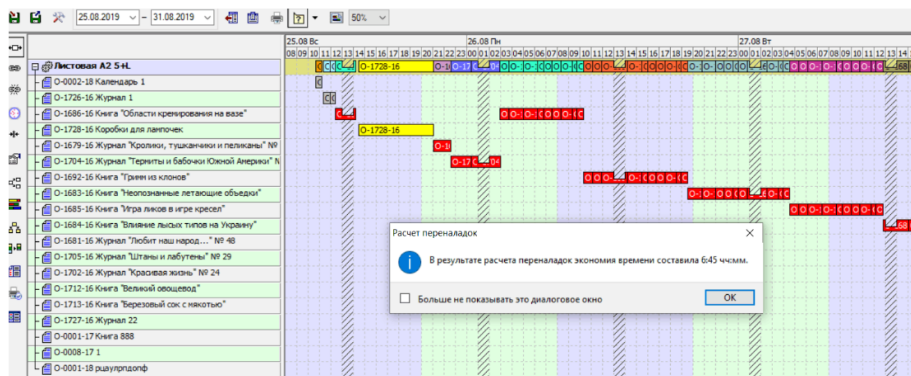 25.08.2019 – 31.08.2019 50%
25.08 Вс 26.08 Пн 27.08 Вт
08 09 10 11 12 13 14 15 16 17 18 19 20 21 22 23 00 01 02 03 04 05 06 07 08 09 10 11 12 13 14 15 16 17 18 19 20 21 22 23 00 01 02 03 04 05 06 07 08 09 10 11 12 13 14
Листовая А2 5+L
О-1728-16
О-0002-18 Календарь 1
О-1726-16 Журнал 1
О-1686-16 Книга "Области кренирования на вазе"
О-1728-16 Коробки для лампочек
О-1728-16
О-1679-16 Журнал "Кролики, тушканчики и пеликаны" №9
О-1704-16 Журнал "Термиты и бабочки Южной Америки" N
О-1692-16 Книга "Гримм из клонов"
О-1683-16 Книга "Неопознанные летающие объедки"
О-1685-16 Книга "Игра ликов в игре кресел"
О-1684-16 Книга "Влияние лысых типов на Украину"
О-1681-16 Журнал "Любит наш народ..." № 48
О-1705-16 Журнал "Штаны и лабутены" № 29
О-1702-16 Журнал "Красивая жизнь" № 24
О-1712-16 Книга "Великий овощевод"
О-1713-16 Книга "Березовый сок с мякотью"
О-1727-16 Журнал 22
О-0001-17 Книга 888
О-0008-17 1
О-0001-18 рцаулрпдопф
Расчет переналадок
В результате расчета переналадок экономия времени составила 6:45 чч:мм.
Больше не показывать это диалоговое окно
ОК